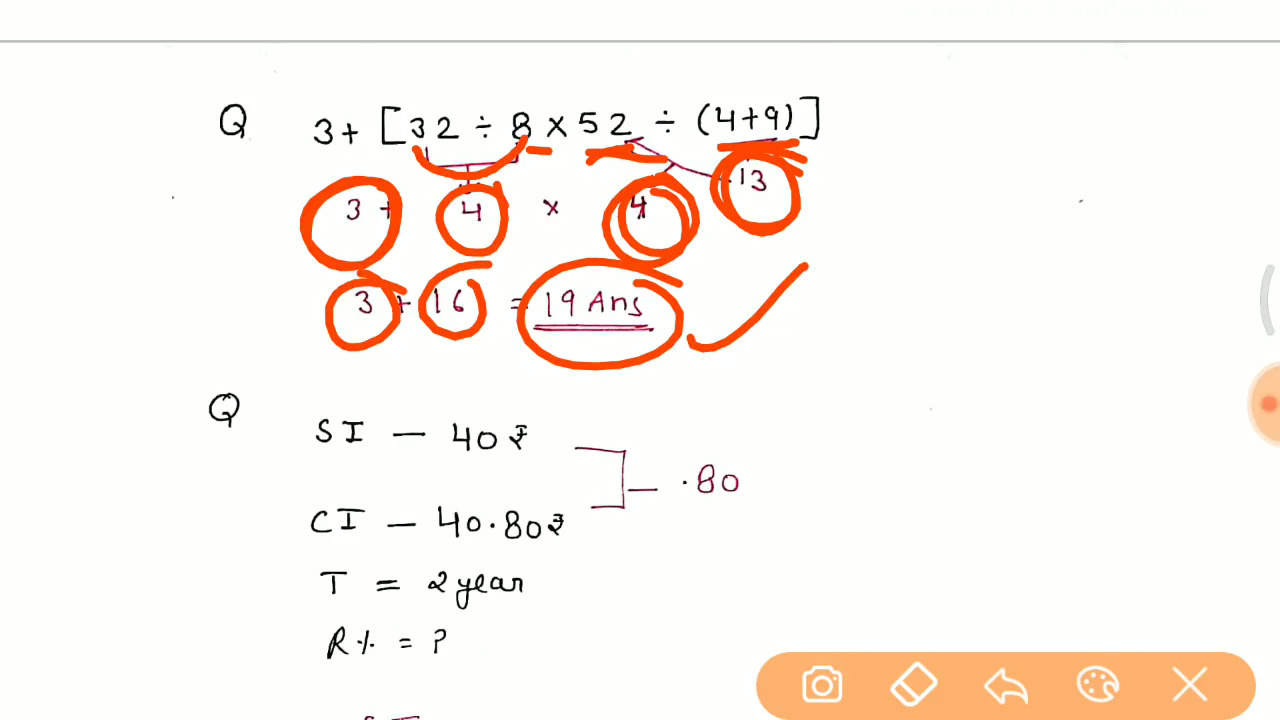 Q 3 + [32 ÷ 8 × 52 ÷ (4+9)]
13
3 + 4 × 4
3 + 16 = 19 Ans
Q
SI — 40₹
— .80
CI — 40.80₹
T = 2 year
R% = ?